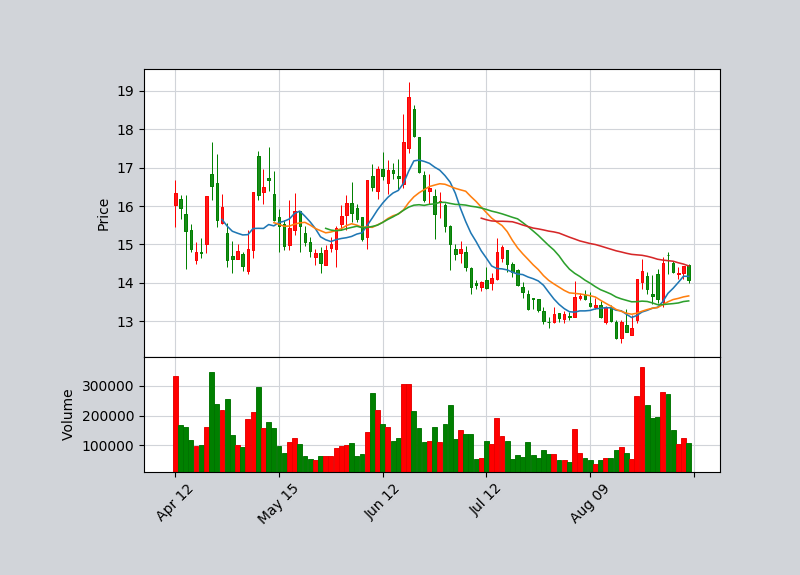 Price
19
18
17
16
15
14
13
Volume
300000
200000
100000
Apr 12
May 15
Jun 12
Jul 12
Aug 09